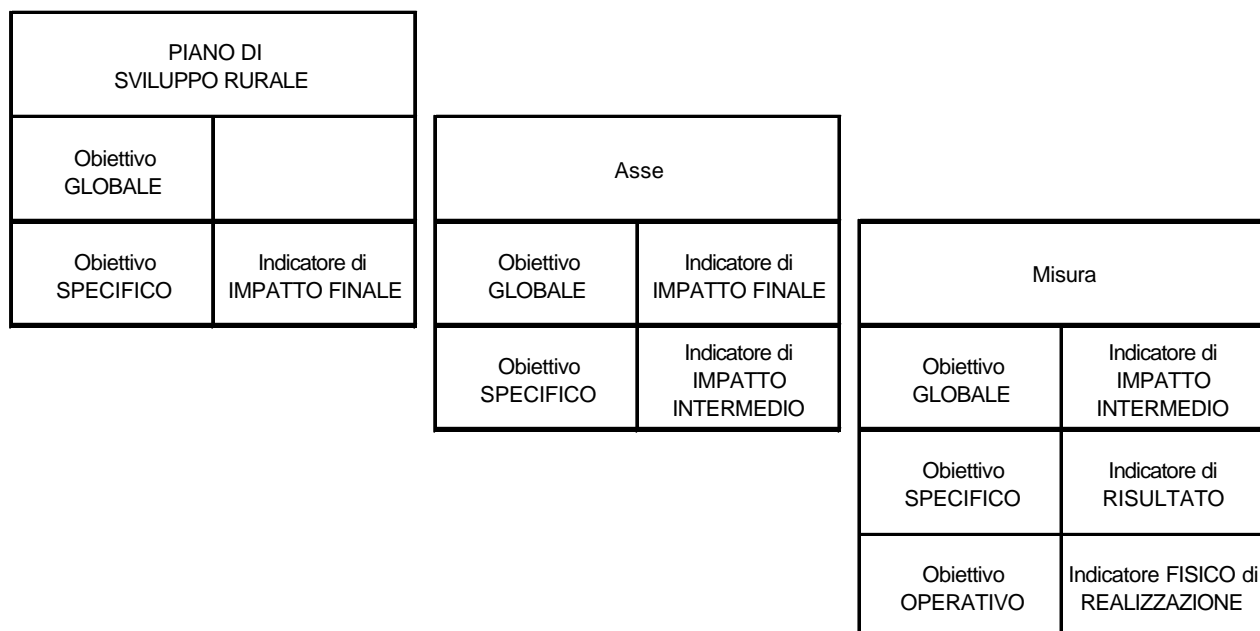 PIANO DI
SVILUPPO RURALE
Obiettivo
GLOBALE
Obiettivo
SPECIFICO
Indicatore di
IMPATTO FINALE
Asse
Obiettivo
GLOBALE
Indicatore di
IMPATTO FINALE
Obiettivo
SPECIFICO
Indicatore di
IMPATTO
INTERMEDIO
Misura
Obiettivo
GLOBALE
Indicatore di
IMPATTO
INTERMEDIO
Obiettivo
SPECIFICO
Indicatore di
RISULTATO
Obiettivo
OPERATIVO
Indicatore FISICO di
REALIZZAZIONE